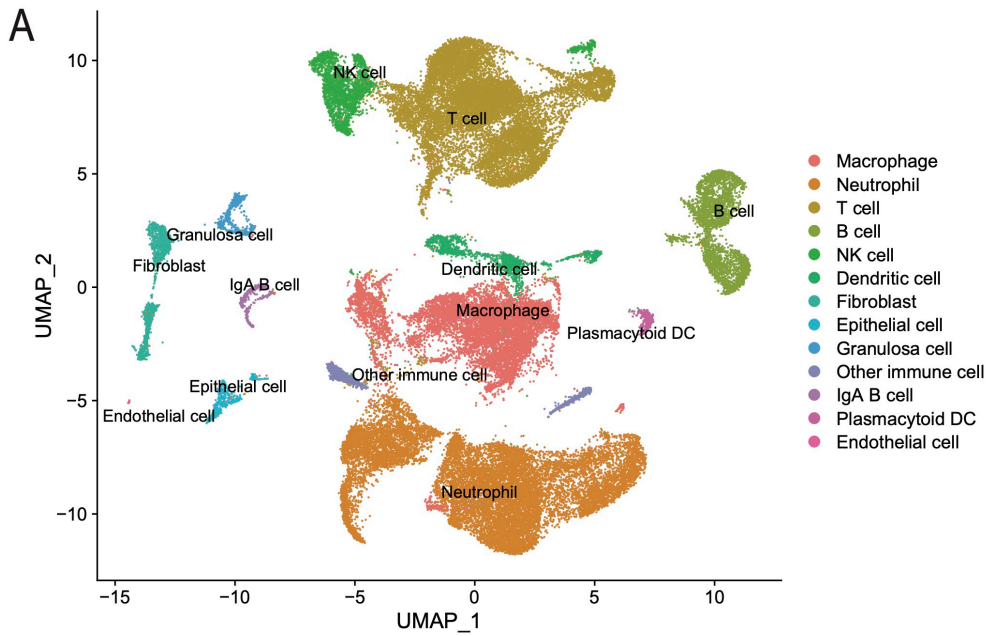 A
UMAP_2
10
5
0
−5
−10
NK cell
T cell
B cell
Granulosa cell
Fibroblast
Dendritic cell
IgA B cell
Macrophage
Plasmacytoid DC
Other immune cell
Epithelial cell
Endothelial cell
Neutrophil
−15
−10
−5
0
5
10
UMAP_1
Macrophage
Neutrophil
T cell
B cell
NK cell
Dendritic cell
Fibroblast
Epithelial cell
Granulosa cell
Other immune cell
IgA B cell
Plasmacytoid DC
Endothelial cell